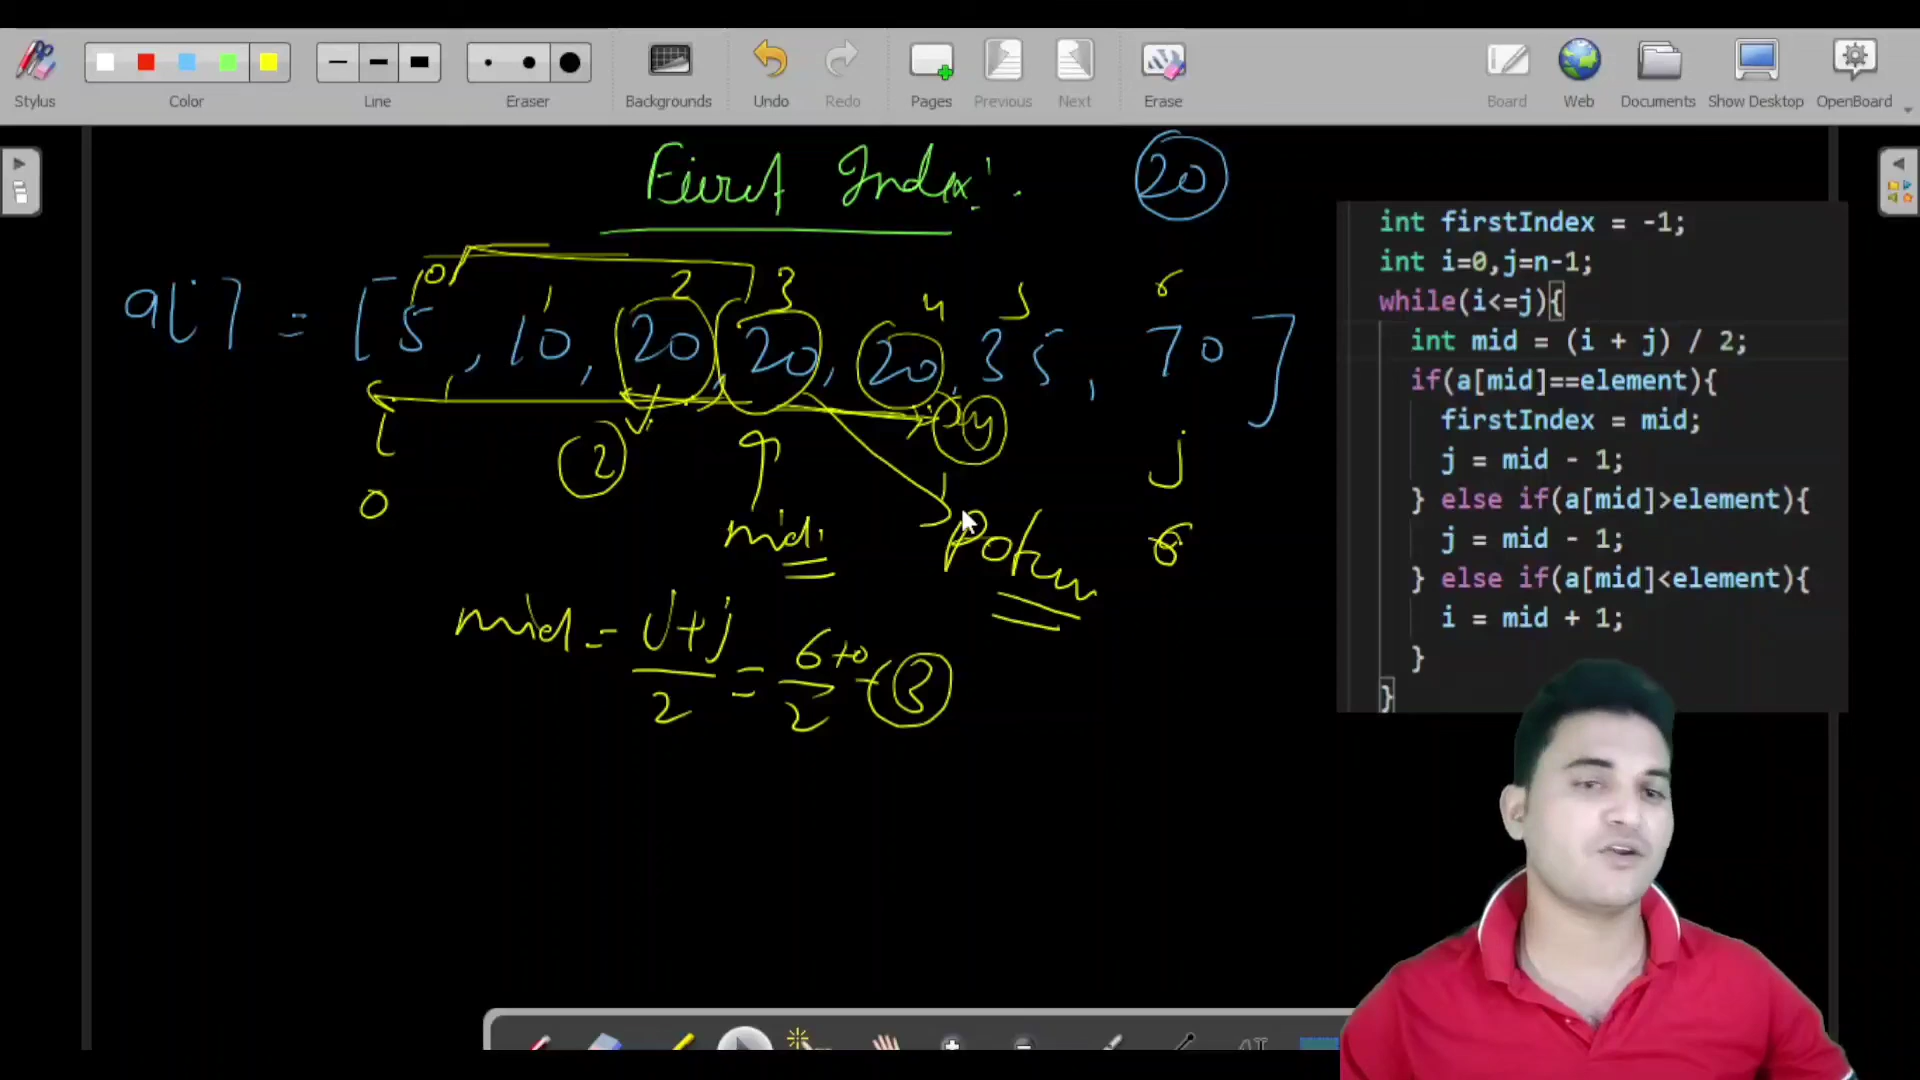 Stylus
Color
Line
Eraser
Backgrounds
Undo
Redo
Pages
Previous
Next
Erase
Board
Web
Documents
Show Desktop
OpenBoard
First Index:
20
0 1 2 3 4 5 6
a[] = [5, 10, 20, 20, 20, 35, 70]
i
2
4
j
0
mid
Poten
6
mid = i+j/2 = 6+0/2 = 3
int firstIndex = -1;
int i=0,j=n-1;
while(i<=j){
int mid = (i + j) / 2;
if(a[mid]==element){
firstIndex = mid;
j = mid - 1;
} else if(a[mid]>element){
j = mid - 1;
} else if(a[mid]<element){
i = mid + 1;
}
}